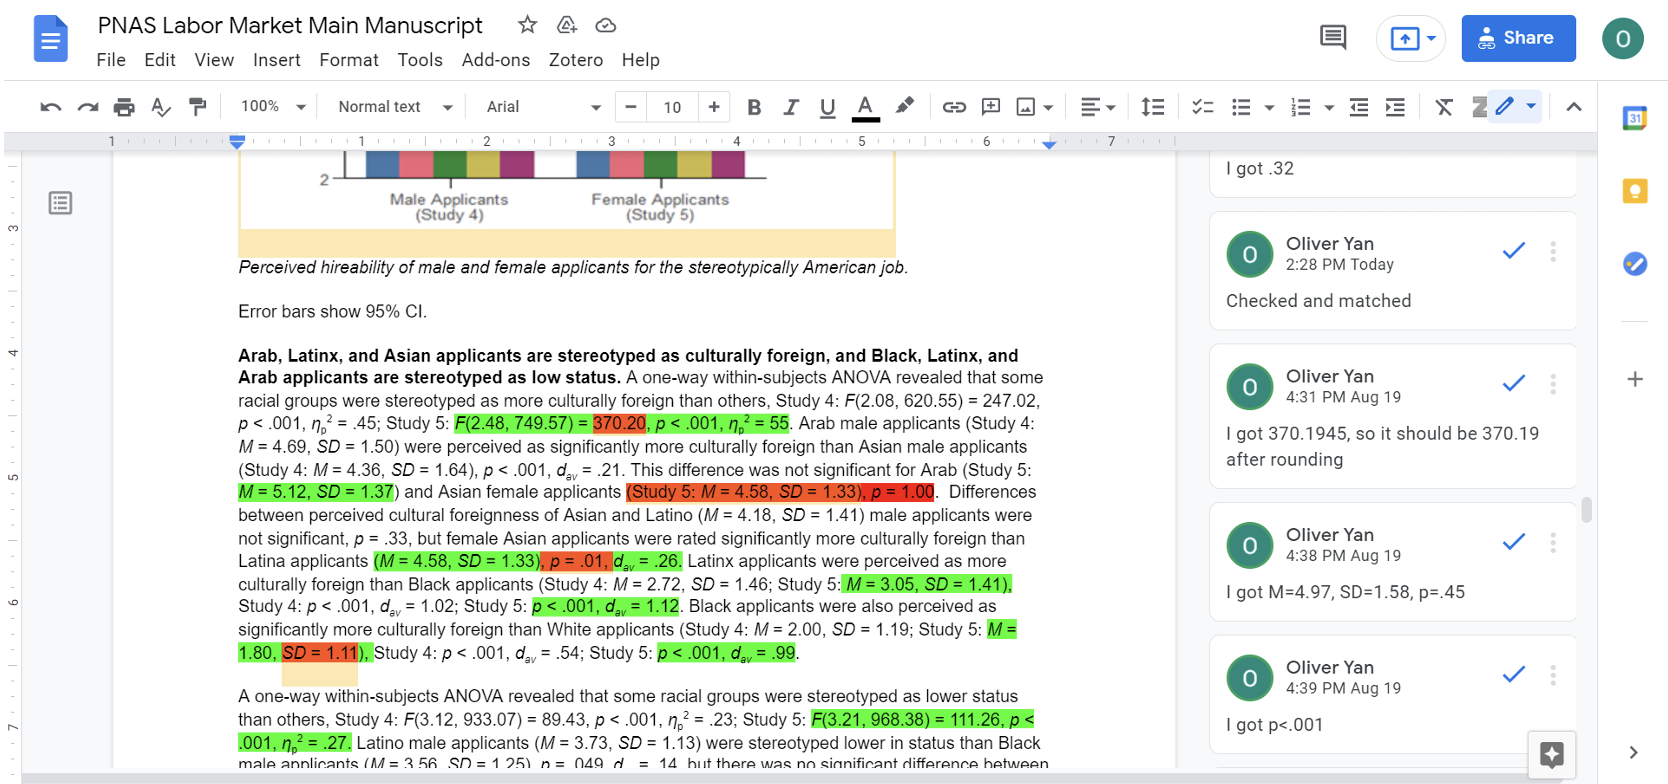 PNAS Labor Market Main Manuscript
File Edit View Insert Format Tools Add-ons Zotero Help
Share
O
100% Normal text Arial 10
B I U A
Z
31
1 1 2 3 4 5 6 7
3
4
5
6
7
2
Male Applicants Female Applicants
(Study 4) (Study 5)
Perceived hireability of male and female applicants for the stereotypically American job.
Error bars show 95% CI.
Arab, Latinx, and Asian applicants are stereotyped as culturally foreign, and Black, Latinx, and
Arab applicants are stereotyped as low status. A one-way within-subjects ANOVA revealed that some
racial groups were stereotyped as more culturally foreign than others, Study 4: F(2.08, 620.55) = 247.02,
p < .001, ηp² = .45; Study 5: F(2.48, 749.57) = 370.20, p < .001, ηp² = 55. Arab male applicants (Study 4:
M = 4.69, SD = 1.50) were perceived as significantly more culturally foreign than Asian male applicants
(Study 4: M = 4.36, SD = 1.64), p < .001, dav = .21. This difference was not significant for Arab (Study 5:
M = 5.12, SD = 1.37) and Asian female applicants (Study 5: M = 4.58, SD = 1.33), p = 1.00. Differences
between perceived cultural foreignness of Asian and Latino (M = 4.18, SD = 1.41) male applicants were
not significant, p = .33, but female Asian applicants were rated significantly more culturally foreign than
Latina applicants (M = 4.58, SD = 1.33), p = .01, dav = .26. Latinx applicants were perceived as more
culturally foreign than Black applicants (Study 4: M = 2.72, SD = 1.46; Study 5: M = 3.05, SD = 1.41),
Study 4: p < .001, dav = 1.02; Study 5: p < .001, dav = 1.12. Black applicants were also perceived as
significantly more culturally foreign than White applicants (Study 4: M = 2.00, SD = 1.19; Study 5: M =
1.80, SD = 1.11), Study 4: p < .001, dav = .54; Study 5: p < .001, dav = .99.
A one-way within-subjects ANOVA revealed that some racial groups were stereotyped as lower status
than others, Study 4: F(3.12, 933.07) = 89.43, p < .001, ηp² = .23; Study 5: F(3.21, 968.38) = 111.26, p <
.001, ηp² = .27. Latino male applicants (M = 3.73, SD = 1.13) were stereotyped lower in status than Black
male applicants (M = 3.56, SD = 1.25), p = .049, d = .14, but there was no significant difference between
I got .32
O
Oliver Yan
2:28 PM Today
Checked and matched
O
Oliver Yan
4:31 PM Aug 19
I got 370.1945, so it should be 370.19
after rounding
O
Oliver Yan
4:38 PM Aug 19
I got M=4.97, SD=1.58, p=.45
O
Oliver Yan
4:39 PM Aug 19
I got p<.001